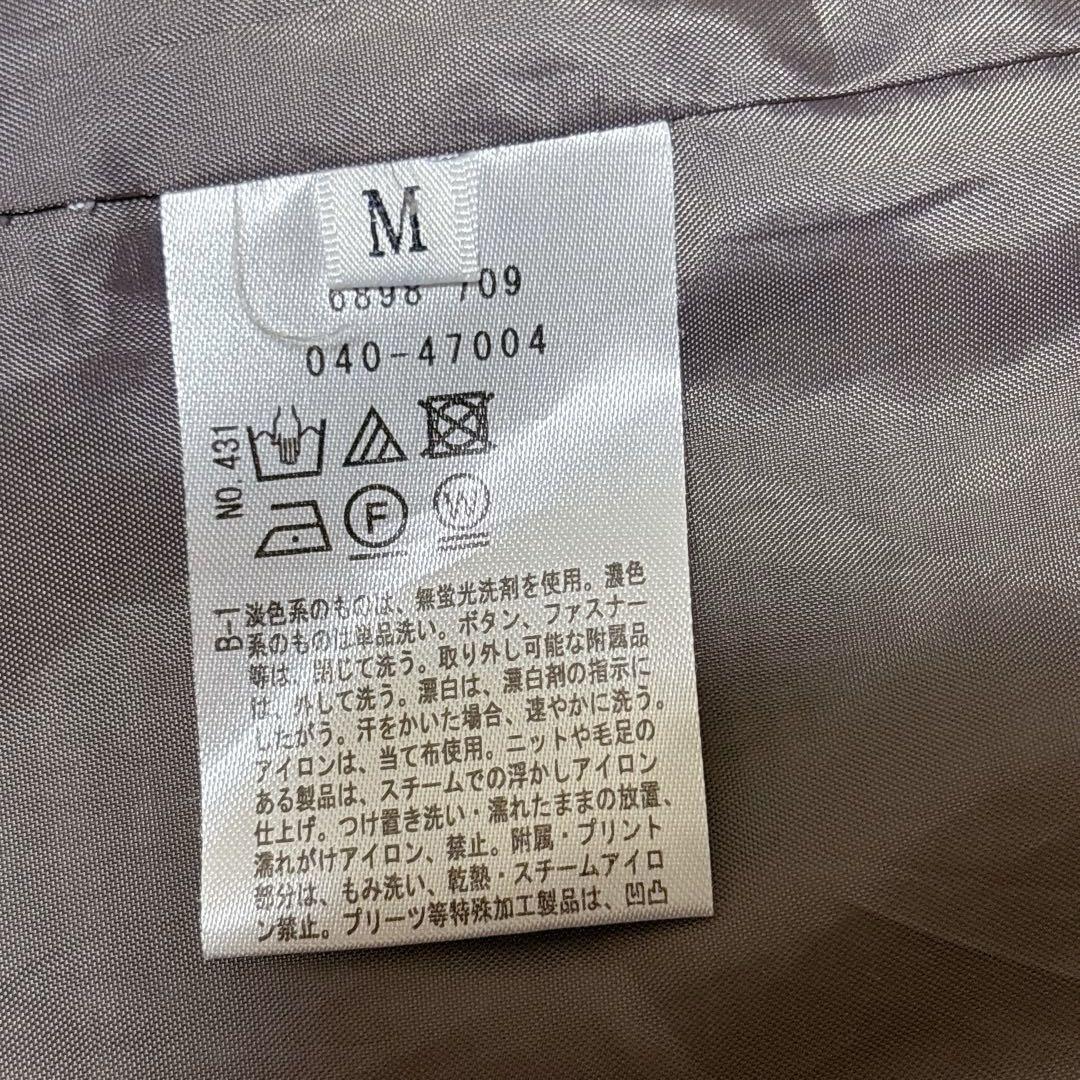 M
6898 709
040-47004
NO.431
F
W
B-1
淡色系のものは、無蛍光洗剤を使用。濃色
系のものは単品洗い。ボタン、ファスナー
等は、閉じて洗う。取り外し可能な附属品
は、外して洗う。漂白は、漂白剤の指示に
したがう。汗をかいた場合、速やかに洗う。
アイロンは、当て布使用。ニットや毛足の
ある製品は、スチームでの浮かしアイロン
仕上げ。つけ置き洗い・濡れたままの放置、
濡れがけアイロン、禁止。附属・プリント
部分は、もみ洗い、乾熱・スチームアイロ
ン禁止。プリーツ等特殊加工製品は、凹凸